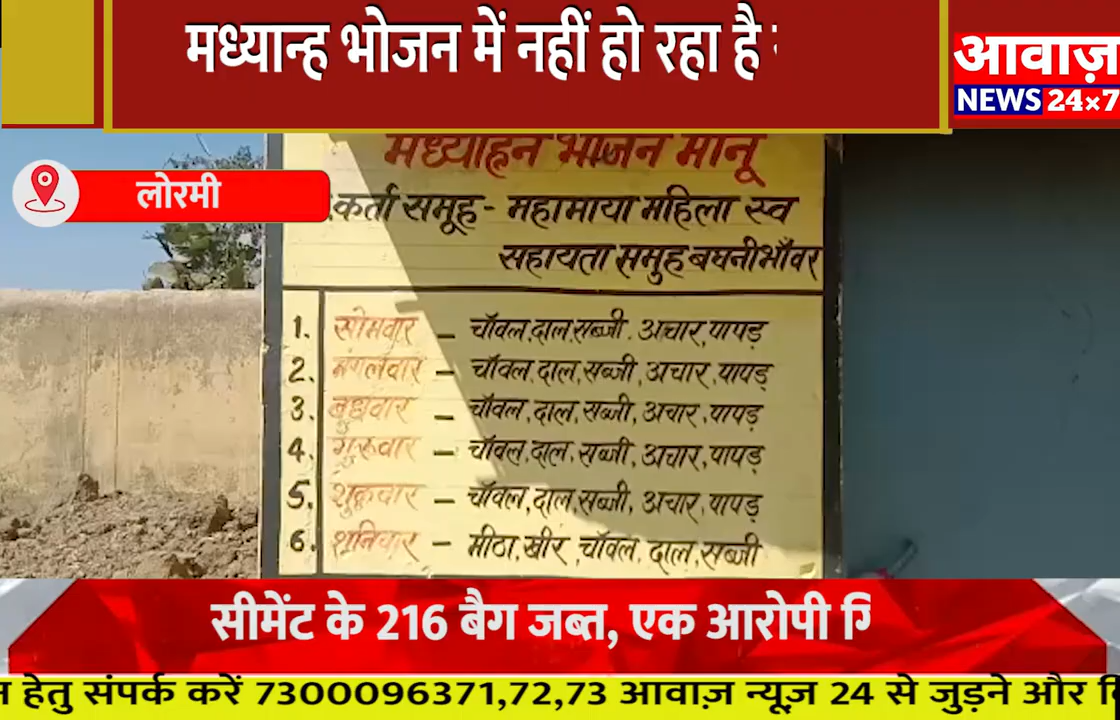 मध्यान्ह भोजन में नहीं हो रहा है
आवाज़
NEWS 24×7
लोरमी
मध्याह्न भोजन मीनू
कर्ता समूह - महामाया महिला स्व
सहायता समुह बघनीभाँवर
1. सोमवार - चॉवल, दाल, सब्जी. अचार, पापड़
2. मंगलवार - चॉवल, दाल, सब्जी, अचार, पापड़
3. बुधवार - चॉवल, दाल, सब्जी, अचार, पापड़
4. गुरूवार - चॉवल, दाल, सब्जी, अचार, पापड़
5. शुक्रवार - चॉवल, दाल, सब्जी, अचार, पापड़
6. शनिवार - मीठा, खीर, चॉवल, दाल, सब्जी
सीमेंट के 216 बैग जब्त, एक आरोपी
हेतु संपर्क करें 7300096371,72,73 आवाज़ न्यूज़ 24 से जुड़ने और